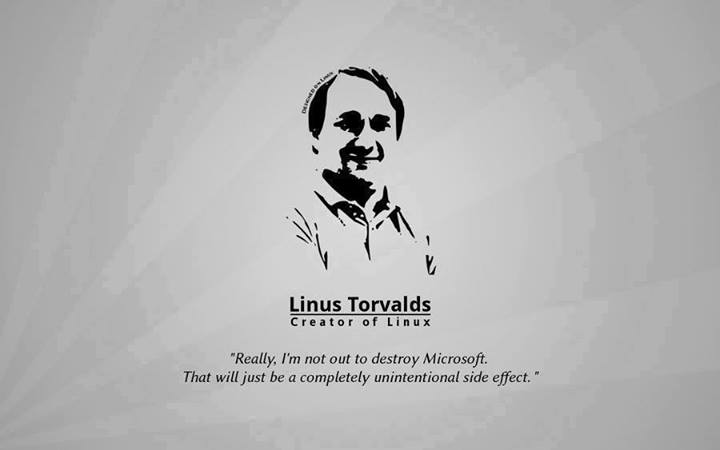 DESIGNED ON LINUX
Linus Torvalds
Creator of Linux
"Really, I'm not out to destroy Microsoft.
That will just be a completely unintentional side effect. "